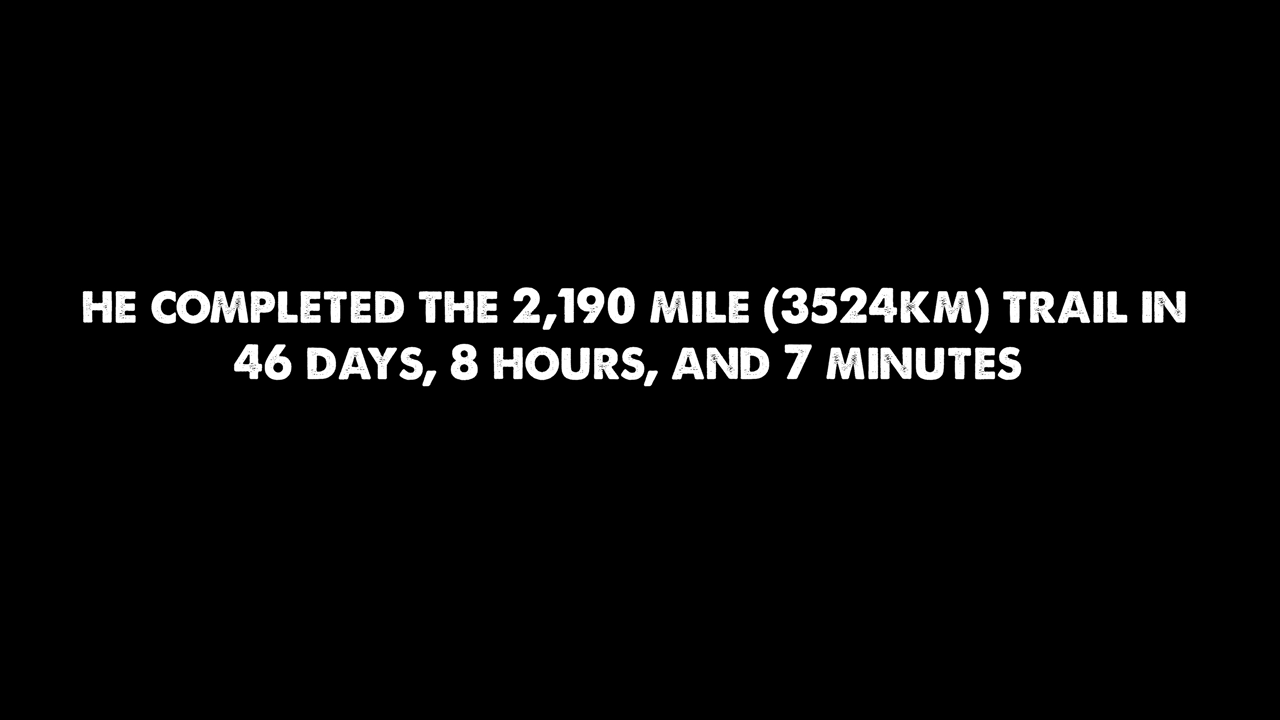 HE COMPLETED THE 2,190 MILE (3524KM) TRAIL IN
46 DAYS, 8 HOURS, AND 7 MINUTES